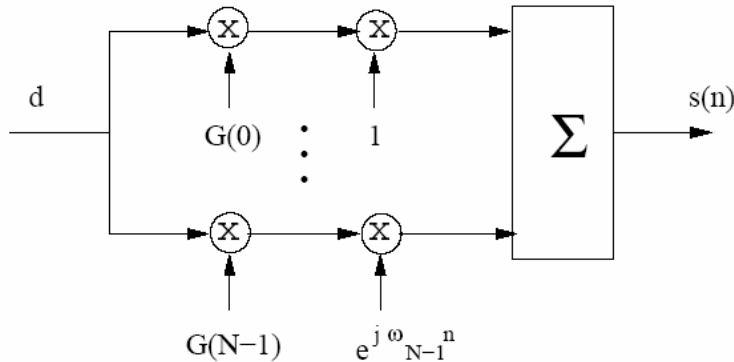 X X
d
s(n)
G(0) 1
Σ
X X
G(N−1) e^{j ω_{N−1} n}